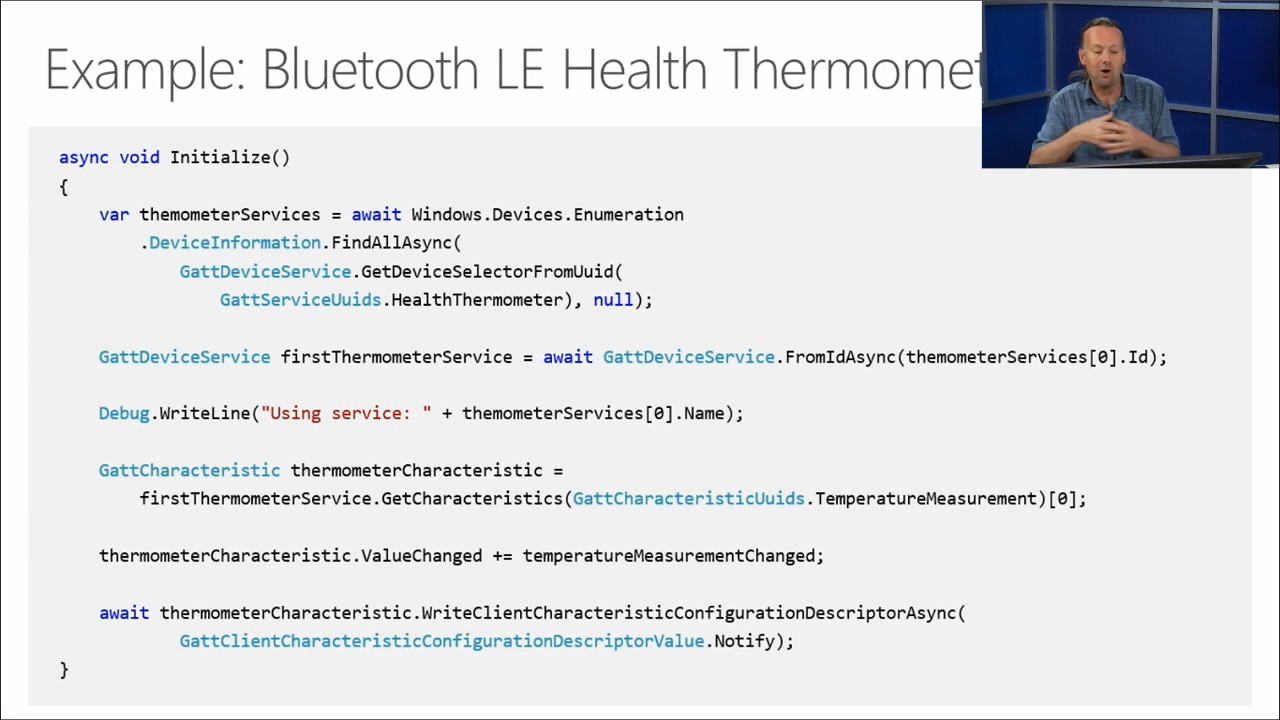 Example: Bluetooth LE Health Thermomet
async void Initialize()
{
var themometerServices = await Windows.Devices.Enumeration
.DeviceInformation.FindAllAsync(
GattDeviceService.GetDeviceSelectorFromUuid(
GattServiceUuids.HealthThermometer), null);
GattDeviceService firstThermometerService = await GattDeviceService.FromIdAsync(themometerServices[0].Id);
Debug.WriteLine("Using service: " + themometerServices[0].Name);
GattCharacteristic thermometerCharacteristic =
firstThermometerService.GetCharacteristics(GattCharacteristicUuids.TemperatureMeasurement)[0];
thermometerCharacteristic.ValueChanged += temperatureMeasurementChanged;
await thermometerCharacteristic.WriteClientCharacteristicConfigurationDescriptorAsync(
GattClientCharacteristicConfigurationDescriptorValue.Notify);
}